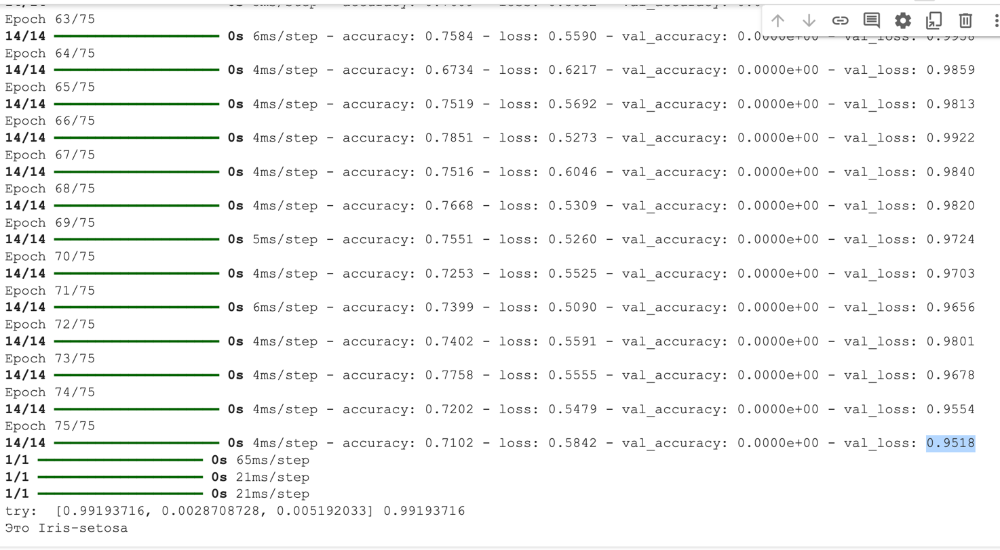 Epoch 63/75
14/14 0s 6ms/step - accuracy: 0.7584 - loss: 0.5590 - val_accuracy: 0.0000e+00 - val_loss: 0.9958
Epoch 64/75
14/14 0s 4ms/step - accuracy: 0.6734 - loss: 0.6217 - val_accuracy: 0.0000e+00 - val_loss: 0.9859
Epoch 65/75
14/14 0s 4ms/step - accuracy: 0.7519 - loss: 0.5692 - val_accuracy: 0.0000e+00 - val_loss: 0.9813
Epoch 66/75
14/14 0s 4ms/step - accuracy: 0.7851 - loss: 0.5273 - val_accuracy: 0.0000e+00 - val_loss: 0.9922
Epoch 67/75
14/14 0s 4ms/step - accuracy: 0.7516 - loss: 0.6046 - val_accuracy: 0.0000e+00 - val_loss: 0.9840
Epoch 68/75
14/14 0s 4ms/step - accuracy: 0.7668 - loss: 0.5309 - val_accuracy: 0.0000e+00 - val_loss: 0.9820
Epoch 69/75
14/14 0s 5ms/step - accuracy: 0.7551 - loss: 0.5260 - val_accuracy: 0.0000e+00 - val_loss: 0.9724
Epoch 70/75
14/14 0s 4ms/step - accuracy: 0.7253 - loss: 0.5525 - val_accuracy: 0.0000e+00 - val_loss: 0.9703
Epoch 71/75
14/14 0s 6ms/step - accuracy: 0.7399 - loss: 0.5090 - val_accuracy: 0.0000e+00 - val_loss: 0.9656
Epoch 72/75
14/14 0s 4ms/step - accuracy: 0.7402 - loss: 0.5591 - val_accuracy: 0.0000e+00 - val_loss: 0.9801
Epoch 73/75
14/14 0s 4ms/step - accuracy: 0.7758 - loss: 0.5555 - val_accuracy: 0.0000e+00 - val_loss: 0.9678
Epoch 74/75
14/14 0s 4ms/step - accuracy: 0.7202 - loss: 0.5479 - val_accuracy: 0.0000e+00 - val_loss: 0.9554
Epoch 75/75
14/14 0s 4ms/step - accuracy: 0.7102 - loss: 0.5842 - val_accuracy: 0.0000e+00 - val_loss: 0.9518
1/1 0s 65ms/step
1/1 0s 21ms/step
1/1 0s 21ms/step
try: [0.99193716, 0.0028708728, 0.005192033] 0.99193716
Это Iris-setosa